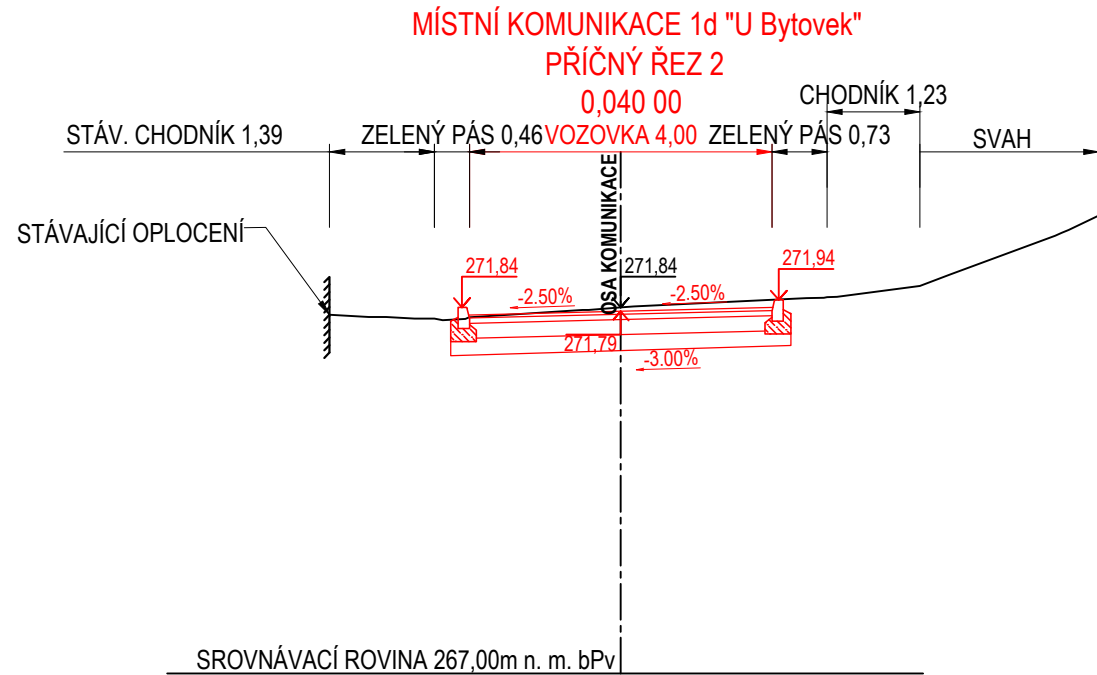 MÍSTNÍ KOMUNIKACE 1d "U Bytovek"
PŘÍČNÝ ŘEZ 2
0,040 00
CHODNÍK 1,23
STÁV. CHODNÍK 1,39
ZELENÝ PÁS 0,46
VOZOVKA 4,00
ZELENÝ PÁS 0,73
SVAH
OSA KOMUNIKACE
STÁVAJÍCÍ OPLOCENÍ
271,84
271,84
271,94
-2.50%
-2.50%
271,79
-3.00%
SROVNÁVACÍ ROVINA 267,00m n. m. bPv